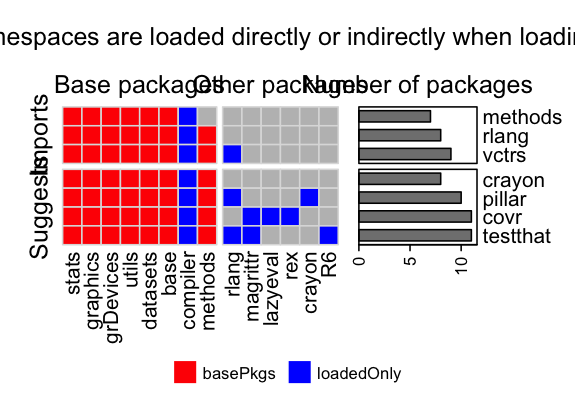 nespaces are loaded directly or indirectly when loadi
Base packages Other packages Number of packages
Imports
Suggests
methods
rlang
vctrs
crayon
pillar
covr
testthat
stats
graphics
grDevices
utils
datasets
base
compiler
methods
rlang
magrittr
lazyeval
rex
crayon
R6
0
5
10
basePkgs
loadedOnly